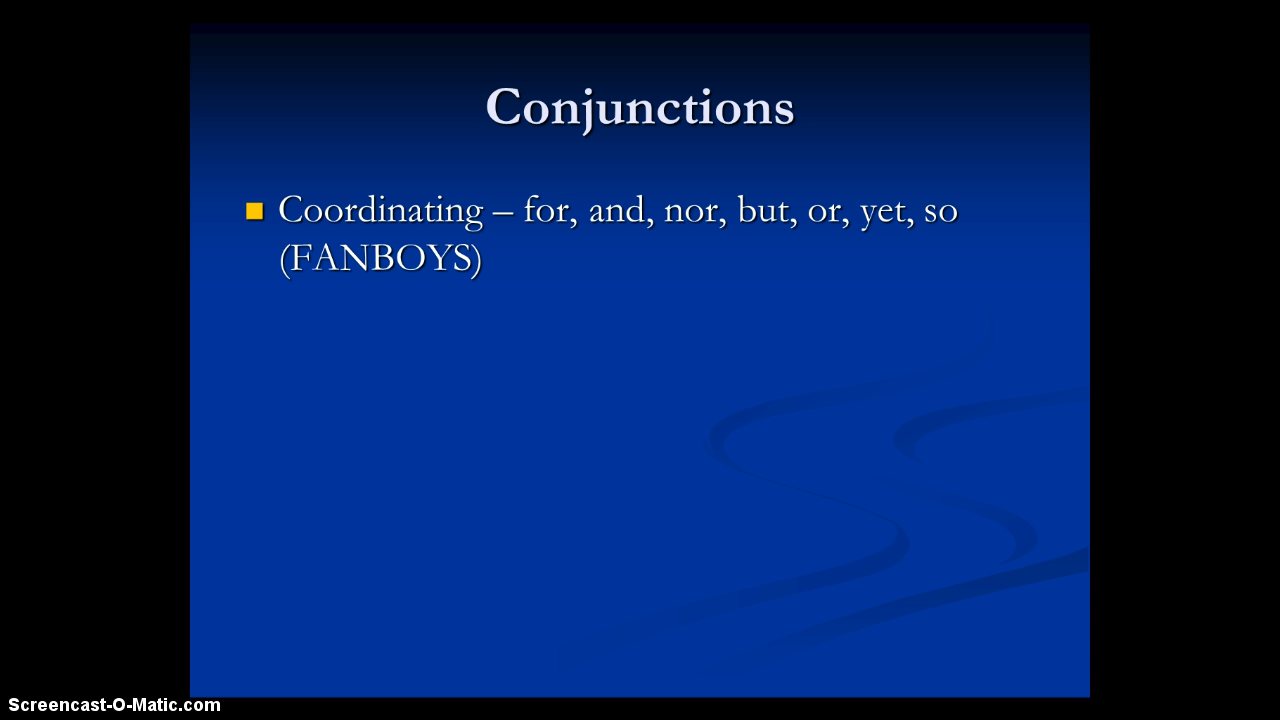 Conjunctions
Coordinating – for, and, nor, but, or, yet, so
(FANBOYS)
Screencast-O-Matic.com